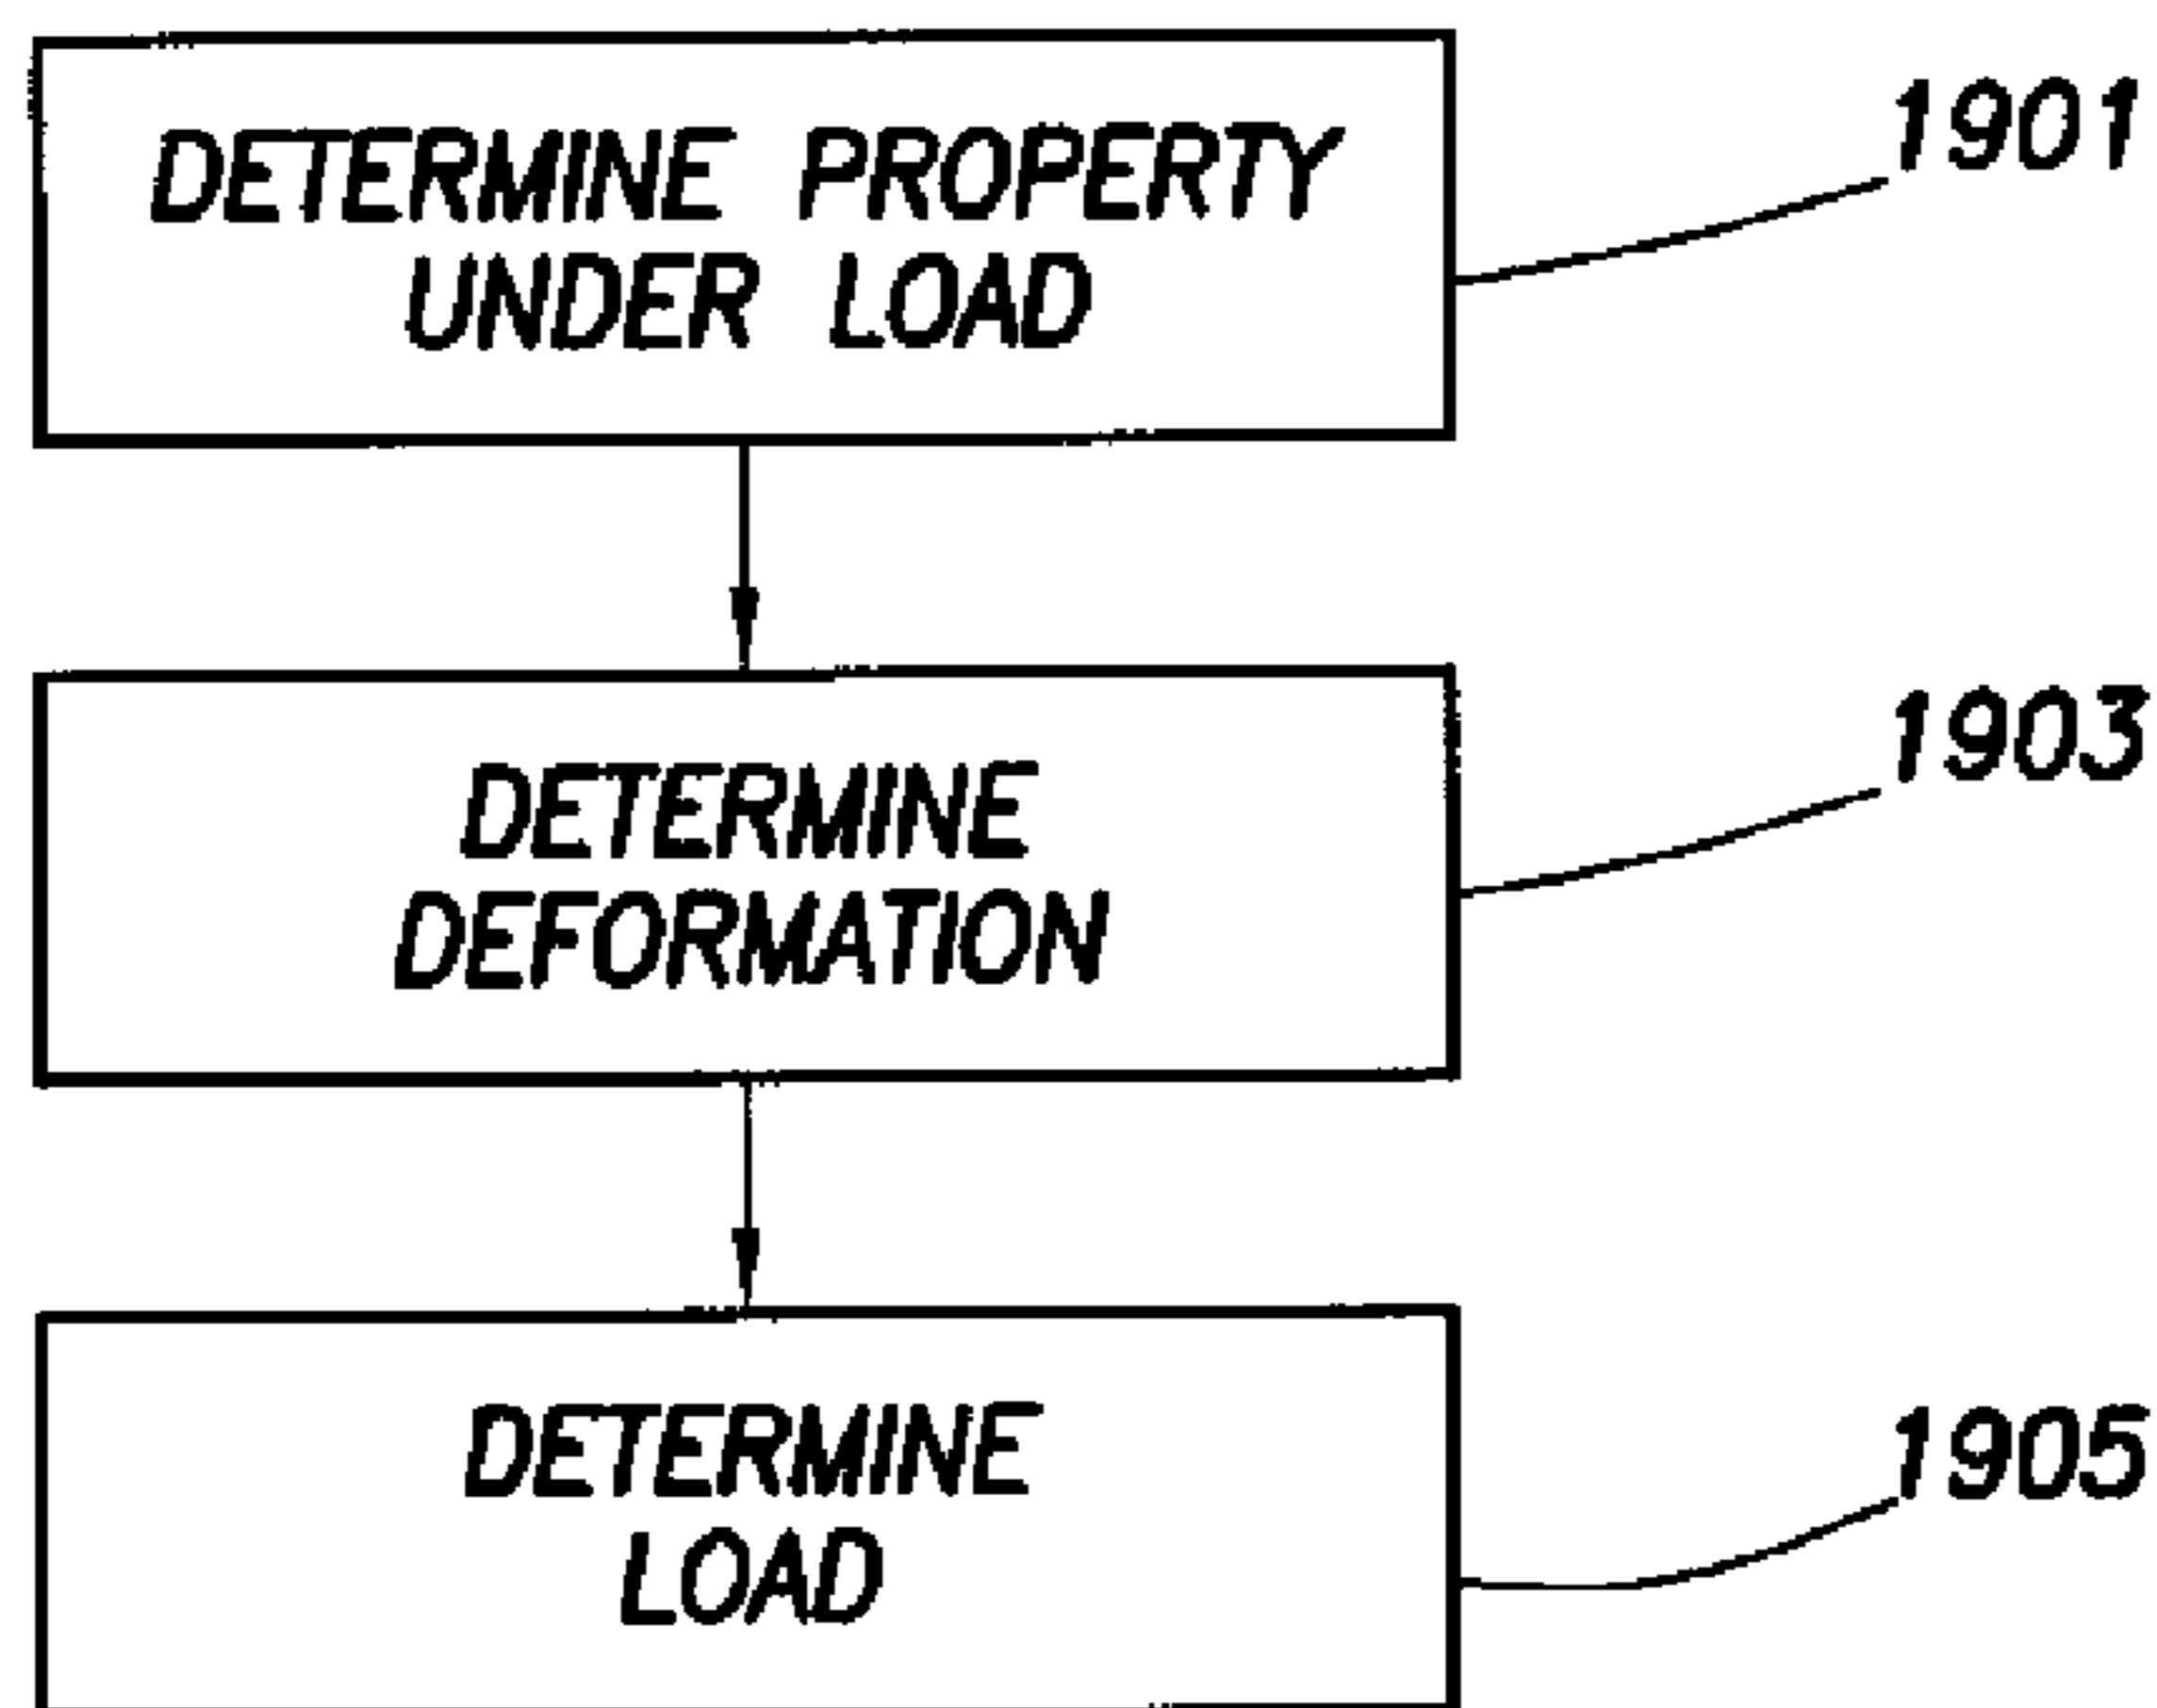 DETERMINE PROPERTY
UNDER LOAD
1901
DETERMINE
DEFORMATION
1903
DETERMINE
LOAD
1905